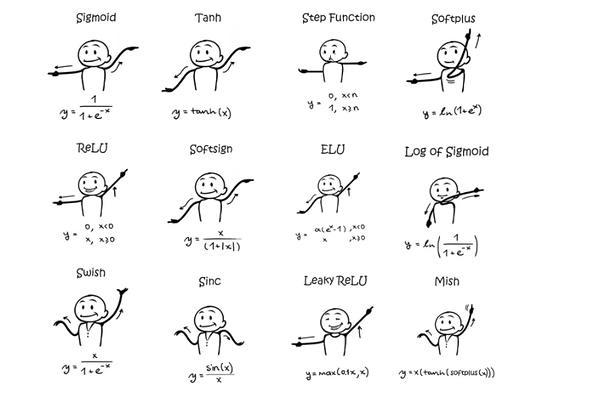 Sigmoid
y = 1 / 1+e^-x
Tanh
y = tanh(x)
Step Function
y = 0, x<n
1, x≥n
Softplus
y = ln(1+e^x)
ReLU
y = 0, x<0
x, x≥0
Softsign
y = x / (1+|x|)
ELU
y = α(e^x-1), x<0
x, x≥0
Log of Sigmoid
y = ln(1 / 1+e^-x)
Swish
y = x / 1+e^-x
Sinc
y = sin(x) / x
Leaky ReLU
y = max(0.1x, x)
Mish
y = x(tanh(softplus(x)))